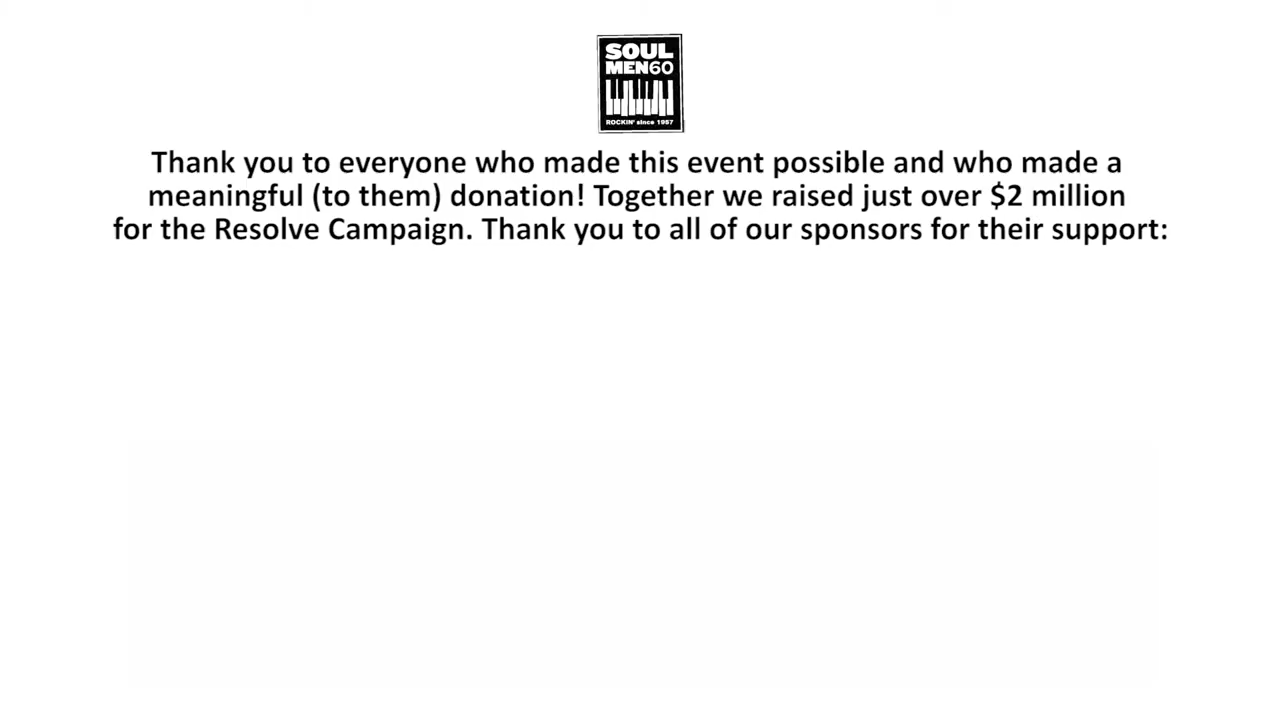 SOUL
MEN60
ROCKIN' since 1957
Thank you to everyone who made this event possible and who made a
meaningful (to them) donation! Together we raised just over $2 million
for the Resolve Campaign. Thank you to all of our sponsors for their support: